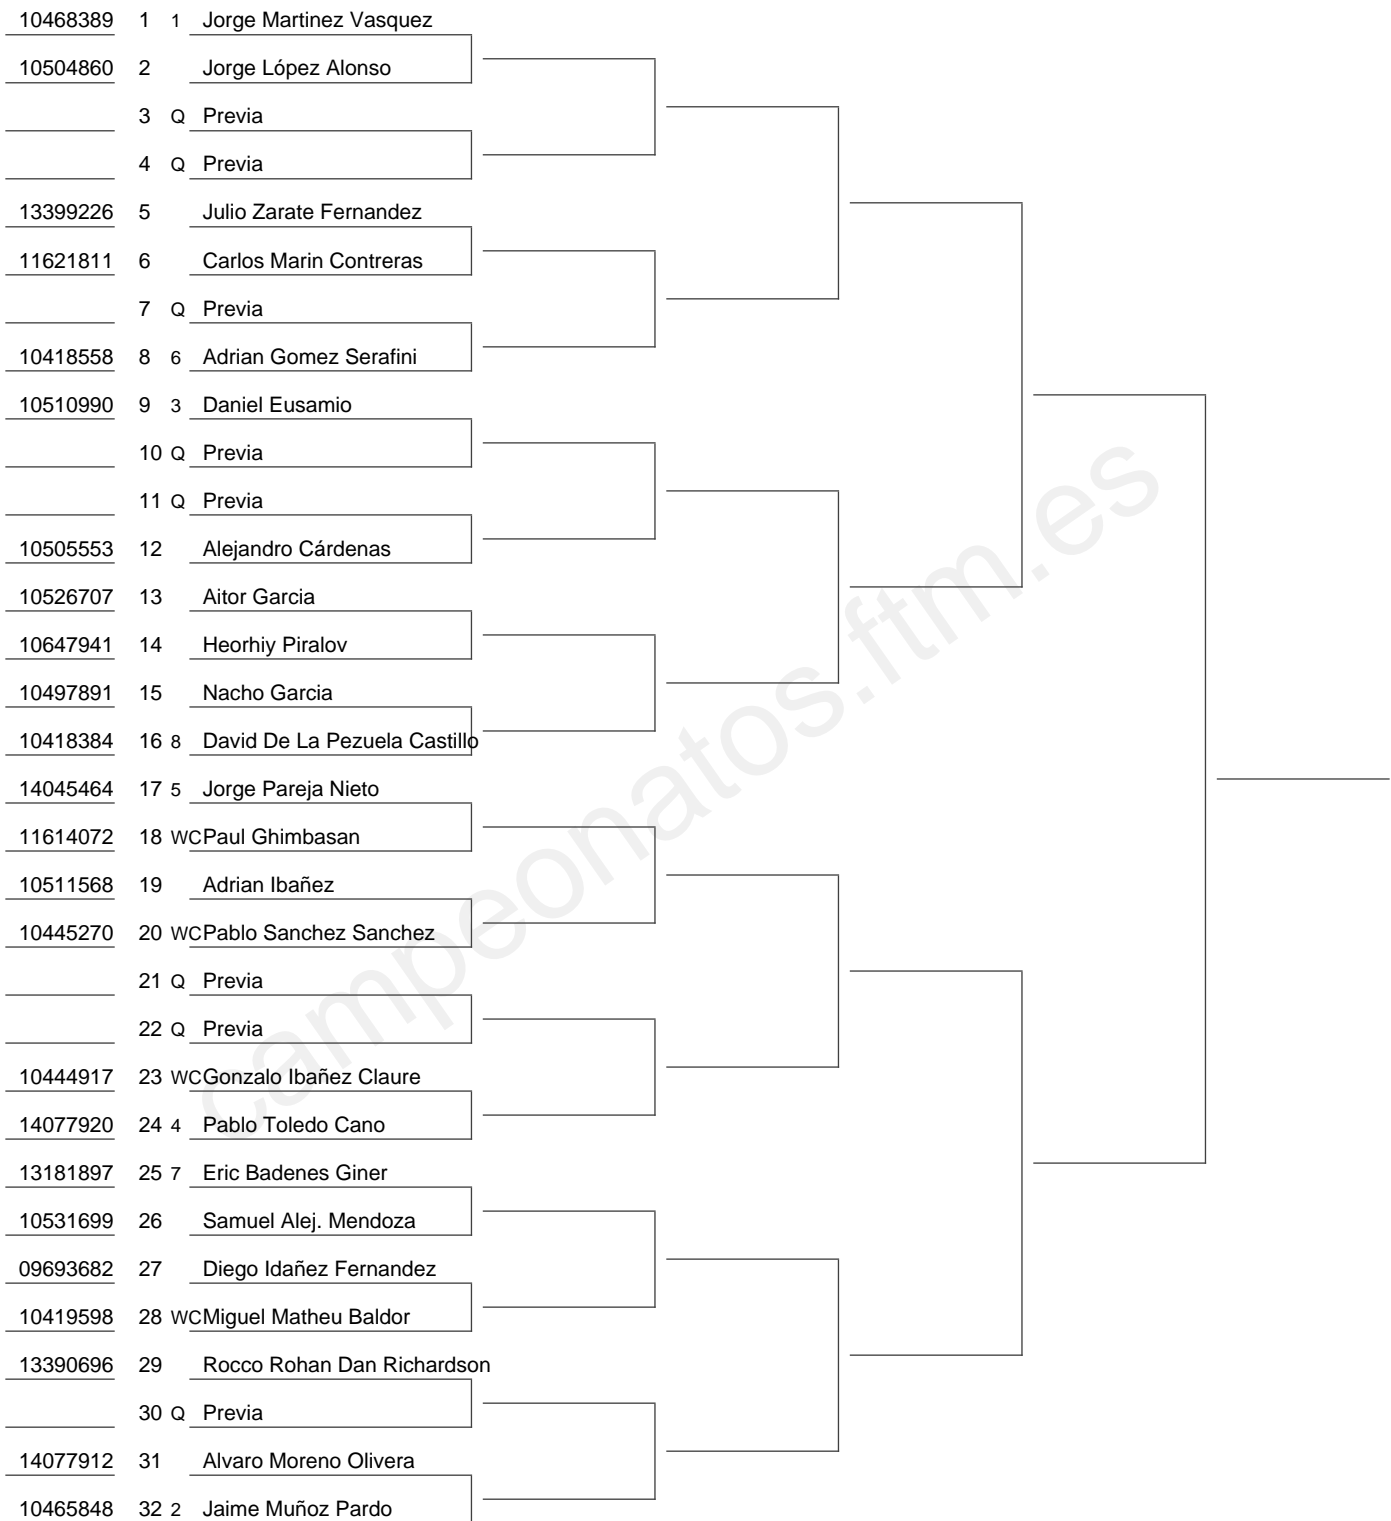 10468389 1 1 Jorge Martinez Vasquez
10504860 2 Jorge López Alonso
3 Q Previa
4 Q Previa
13399226 5 Julio Zarate Fernandez
11621811 6 Carlos Marin Contreras
7 Q Previa
10418558 8 6 Adrian Gomez Serafini
10510990 9 3 Daniel Eusamio
10 Q Previa
11 Q Previa
10505553 12 Alejandro Cárdenas
10526707 13 Aitor Garcia
10647941 14 Heorhiy Piralov
10497891 15 Nacho Garcia
10418384 16 8 David De La Pezuela Castillo
14045464 17 5 Jorge Pareja Nieto
11614072 18 WC Paul Ghimbasan
10511568 19 Adrian Ibañez
10445270 20 WC Pablo Sanchez Sanchez
21 Q Previa
22 Q Previa
10444917 23 WC Gonzalo Ibañez Claure
14077920 24 4 Pablo Toledo Cano
13181897 25 7 Eric Badenes Giner
10531699 26 Samuel Alej. Mendoza
09693682 27 Diego Idañez Fernandez
10419598 28 WC Miguel Matheu Baldor
13390696 29 Rocco Rohan Dan Richardson
30 Q Previa
14077912 31 Alvaro Moreno Olivera
10465848 32 2 Jaime Muñoz Pardo
campeonatos.ftm.es